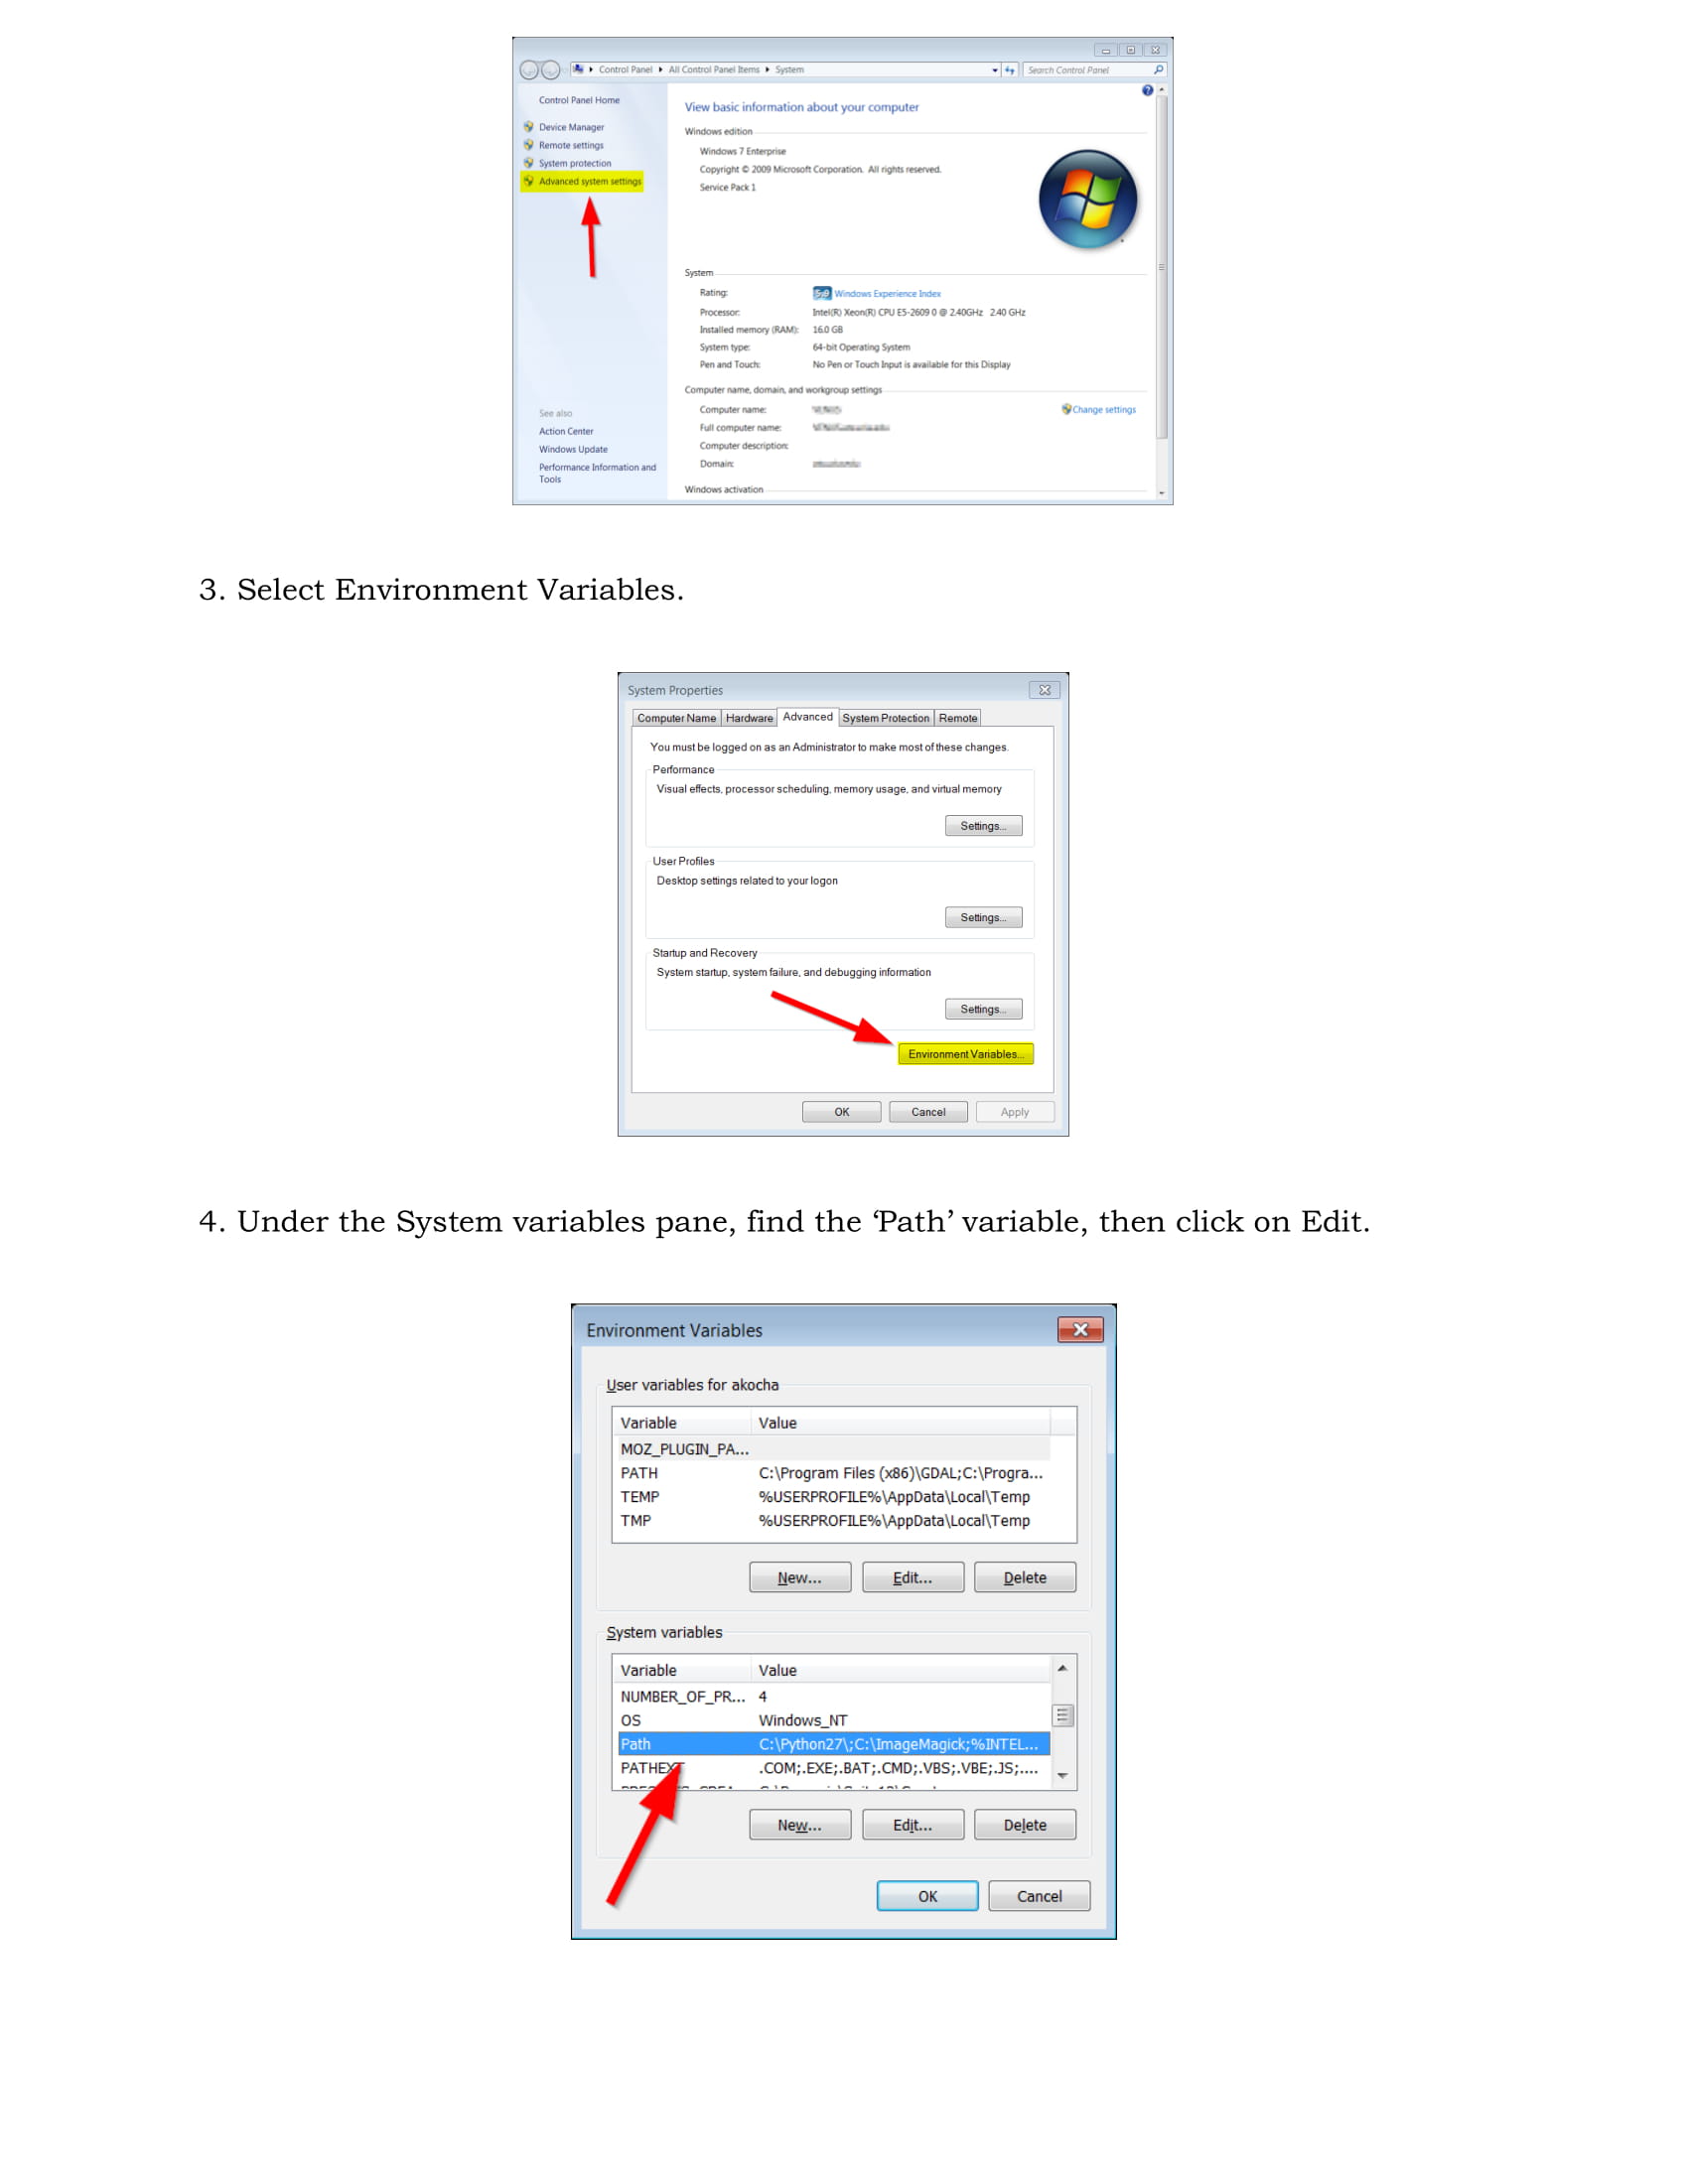 Control Panel ▸ All Control Panel Items ▸ System
Search Control Panel
Control Panel Home
Device Manager
Remote settings
System protection
Advanced system settings
See also
Action Center
Windows Update
Performance Information and
Tools
View basic information about your computer
Windows edition
Windows 7 Enterprise
Copyright © 2009 Microsoft Corporation. All rights reserved.
Service Pack 1
System
Rating: 5.9 Windows Experience Index
Processor: Intel(R) Xeon(R) CPU E5-2609 0 @ 2.40GHz 2.40 GHz
Installed memory (RAM): 16.0 GB
System type: 64-bit Operating System
Pen and Touch: No Pen or Touch Input is available for this Display
Computer name, domain, and workgroup settings
Computer name: Change settings
Full computer name:
Computer description:
Domain:
Windows activation
3. Select Environment Variables.
System Properties
Computer Name Hardware Advanced System Protection Remote
You must be logged on as an Administrator to make most of these changes.
Performance
Visual effects, processor scheduling, memory usage, and virtual memory
Settings...
User Profiles
Desktop settings related to your logon
Settings...
Startup and Recovery
System startup, system failure, and debugging information
Settings...
Environment Variables...
OK Cancel Apply
4. Under the System variables pane, find the ‘Path’ variable, then click on Edit.
Environment Variables
User variables for akocha
Variable Value
MOZ_PLUGIN_PA...
PATH C:\Program Files (x86)\GDAL;C:\Progra...
TEMP %USERPROFILE%\AppData\Local\Temp
TMP %USERPROFILE%\AppData\Local\Temp
New... Edit... Delete
System variables
Variable Value
NUMBER_OF_PR... 4
OS Windows_NT
Path C:\Python27\;C:\ImageMagick;%INTEL...
PATHEXT .COM;.EXE;.BAT;.CMD;.VBS;.VBE;.JS;....
New... Edit... Delete
OK Cancel